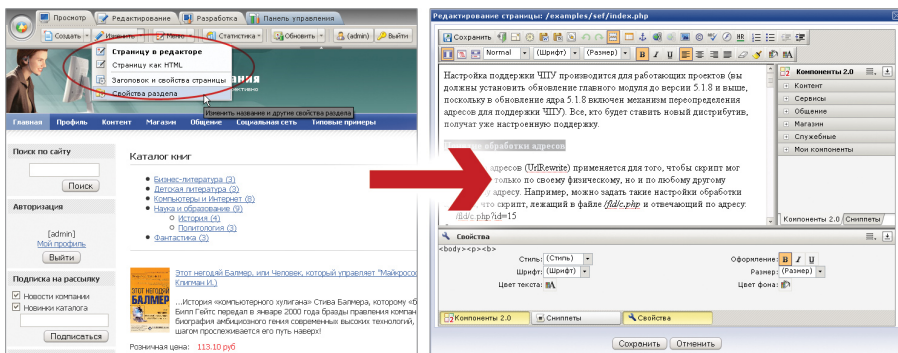 Просмотр Редактирование Разработка Панель управления
Создать Изменить Меню Статистика Обновить (admin) Выйти
Страницу в редакторе
Страницу как HTML
Заголовок и свойства страницы
Свойства раздела
Изменить название и другие свойства раздела
Главная Профиль Контент Магазин Общение Социальная сеть Типовые примеры
Поиск по сайту
Поиск
Авторизация
[admin]
Мой профиль
Выйти
Подписка на рассылку
Новости компании
Новинки каталога
Подписаться
Каталог книг
Бизнес-литература (3)
Детская литература (3)
Компьютеры и Интернет (8)
Наука и образование (9)
История (4)
Политология (3)
Фантастика (3)
ЭТОТ НЕГОДЯЙ
БАЛМЕР
Этот негодяй Балмер, или Человек, который управляет "Майкросо
Клигман И.)
...История «компьютерного хулигана» Стива Балмера, которому «б
Билл Гейтс передал в январе 2000 года бразды правления компан
биография амбициозного гения современных высоких технологий,
шагом прослеживается его путь наверх!
Розничная цена: 113.10 руб
Редактирование страницы: /examples/sef/index.php
Сохранить
Normal (Шрифт) (Размер) B I U
Настройка поддержки ЧПУ производится для работающих проектов (вы
должны установить обновление главного модуля до версии 5.1.8 и выше,
поскольку в обновление ядра 5.1.8 включен механизм переопределения
адресов для поддержки ЧПУ). Все, кто будет ставить новый дистрибутив,
получат уже настроенную поддержку.
обработки адресов
адресов (UrlRewrite) применяется для того, чтобы скрипт мог
только по своему физическому, но и по любому другому
адресу. Например, можно задать такие настройки обработки
что скрипт, лежащий в файле /fld/c.php и отвечающий по адресу:
/fld/c.php?id=15
Компоненты 2.0
Контент
Сервисы
Общение
Магазин
Служебные
Мои компоненты
Компоненты 2.0 Сниппеты
Свойства
<body><p><b>
Стиль: (Стиль)
Шрифт: (Шрифт)
Цвет текста:
Оформление: B I U
Размер: (Размер)
Цвет фона:
Компоненты 2.0 Сниппеты Свойства
Сохранить Отменить